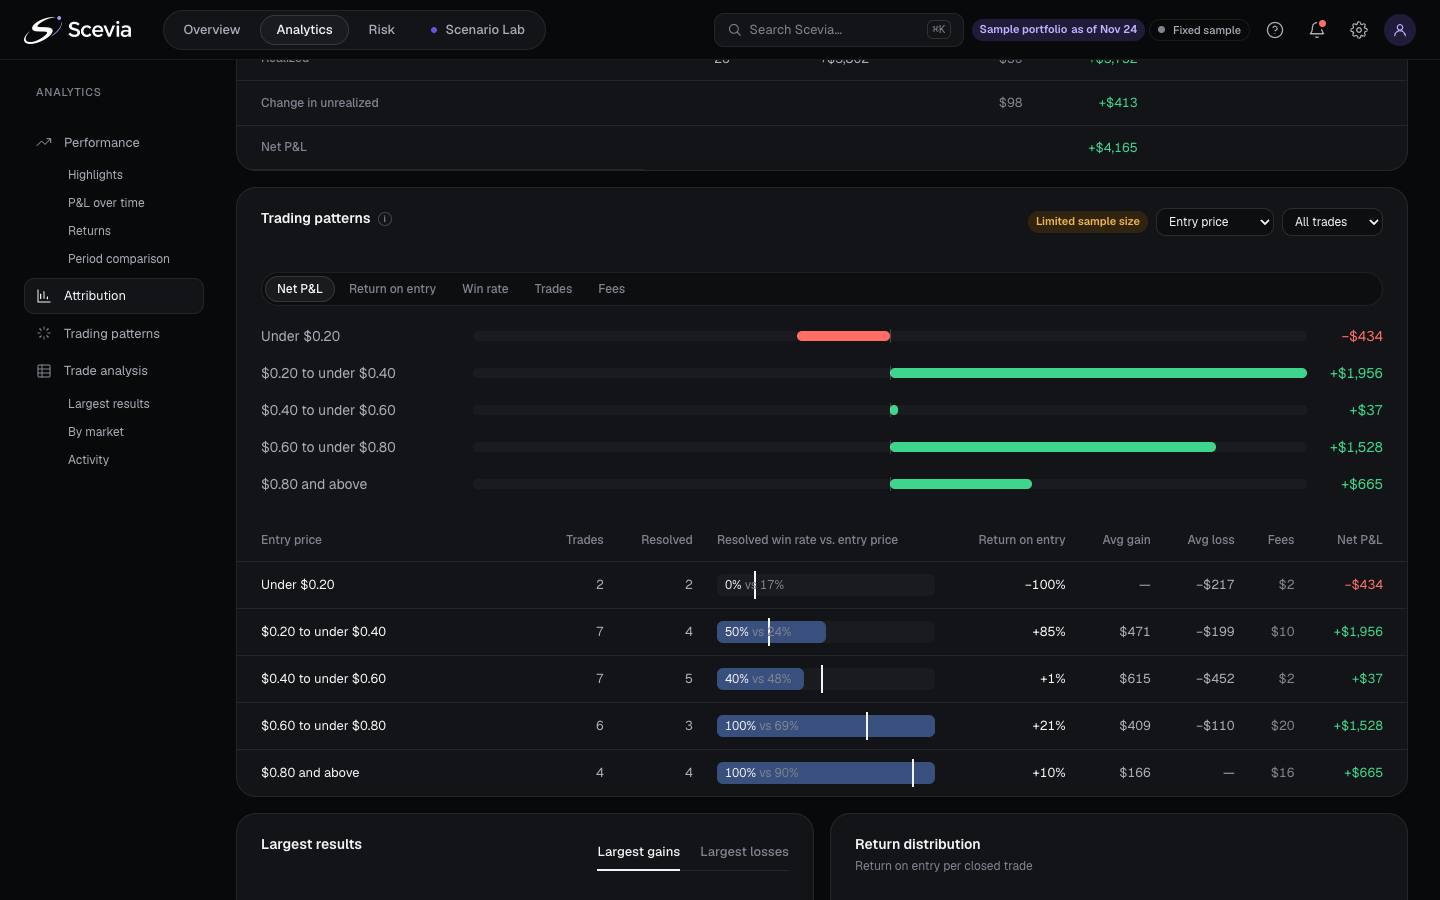 Scevia
Overview Analytics Risk Scenario Lab
Search Scevia... ⌘K
Sample portfolio as of Nov 24
Fixed sample
ANALYTICS
Performance
Highlights
P&L over time
Returns
Period comparison
Attribution
Trading patterns
Trade analysis
Largest results
By market
Activity
Change in unrealized $98 +$413
Net P&L +$4,165
Trading patterns
Limited sample size Entry price All trades
Net P&L Return on entry Win rate Trades Fees
Under $0.20 −$434
$0.20 to under $0.40 +$1,956
$0.40 to under $0.60 +$37
$0.60 to under $0.80 +$1,528
$0.80 and above +$665
Entry price Trades Resolved Resolved win rate vs. entry price Return on entry Avg gain Avg loss Fees Net P&L
Under $0.20 2 2 0% vs 17% −100% — −$217 $2 −$434
$0.20 to under $0.40 7 4 50% vs 24% +85% $471 −$199 $10 +$1,956
$0.40 to under $0.60 7 5 40% vs 48% +1% $615 −$452 $2 +$37
$0.60 to under $0.80 6 3 100% vs 69% +21% $409 −$110 $20 +$1,528
$0.80 and above 4 4 100% vs 90% +10% $166 — $16 +$665
Largest results
Largest gains Largest losses
Return distribution
Return on entry per closed trade